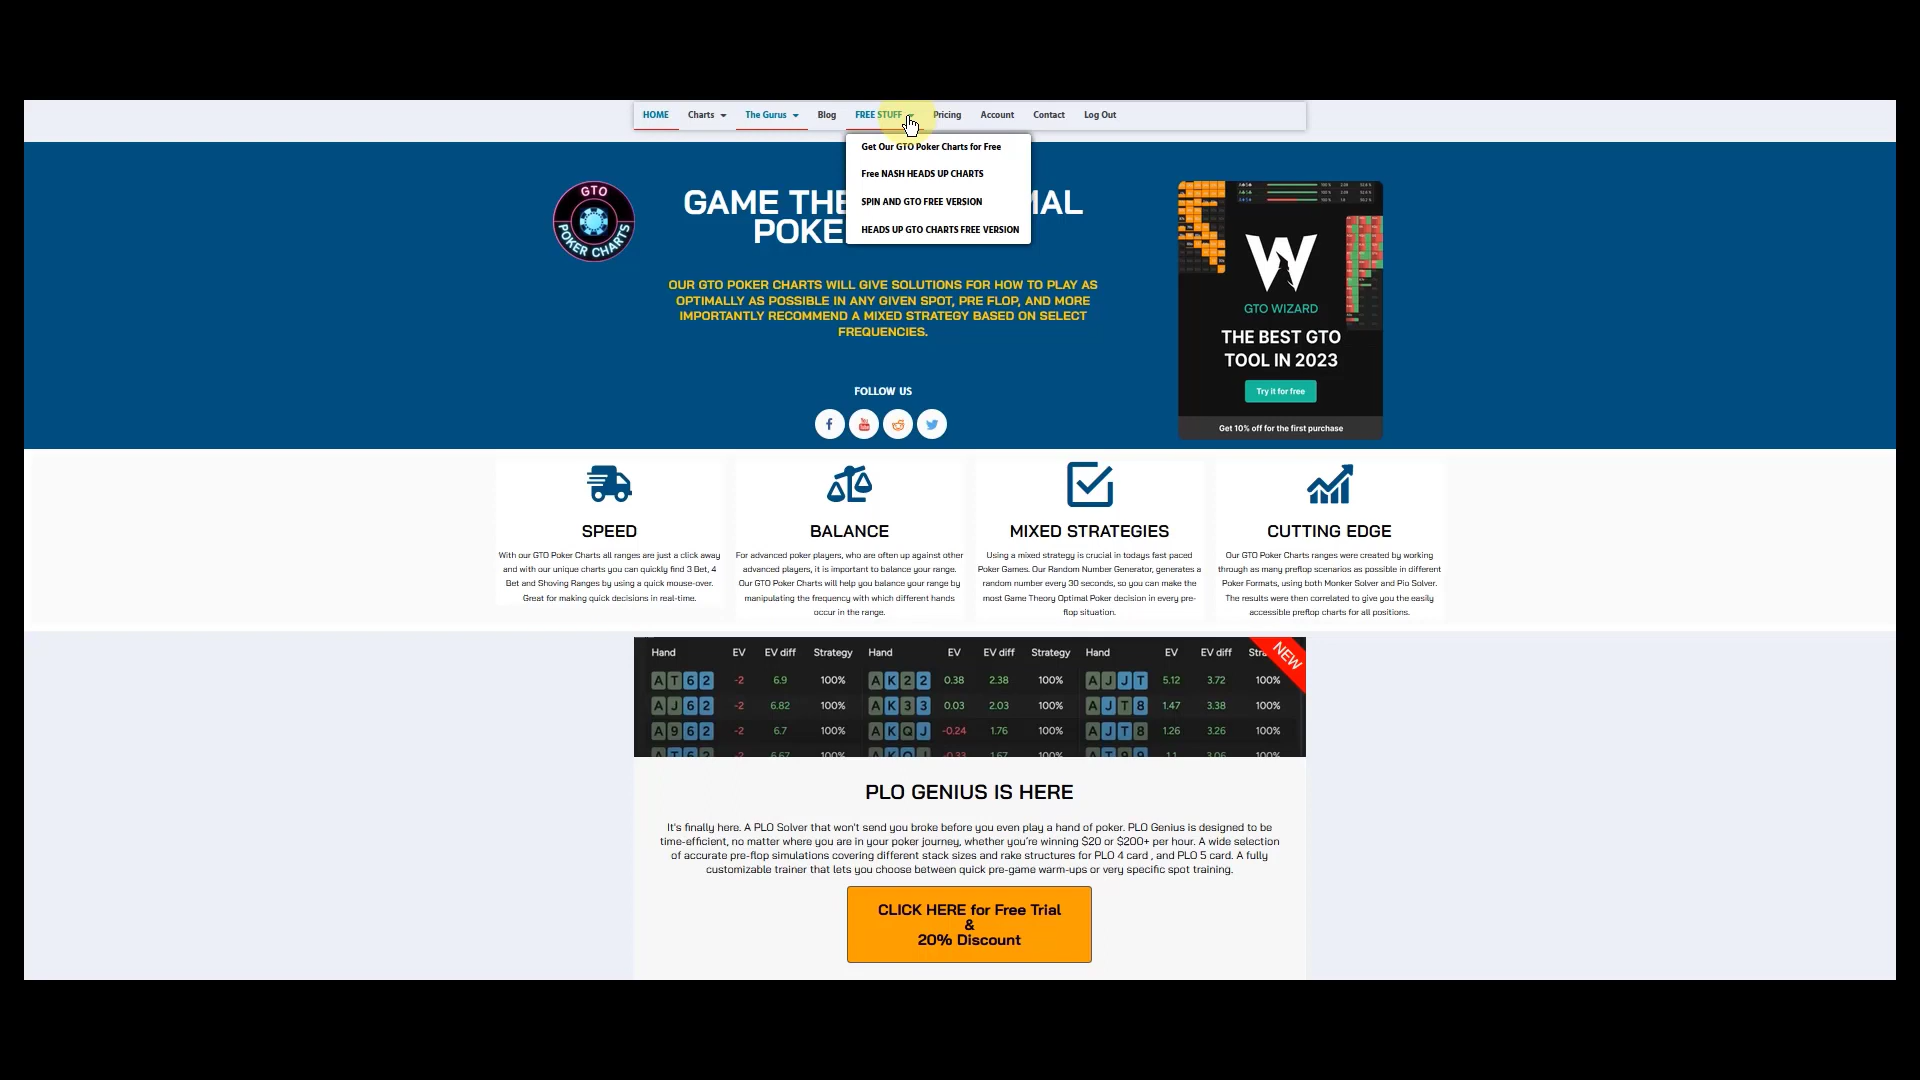 HOME Charts The Gurus Blog FREE STUFF Pricing Account Contact Log Out
Get Our GTO Poker Charts for Free
Free NASH HEADS UP CHARTS
SPIN AND GTO FREE VERSION
HEADS UP GTO CHARTS FREE VERSION
GTO
POKER CHARTS
GAME
POKE
OUR GTO POKER CHARTS WILL GIVE SOLUTIONS FOR HOW TO PLAY AS
OPTIMALLY AS POSSIBLE IN ANY GIVEN SPOT, PRE FLOP, AND MORE
IMPORTANTLY RECOMMEND A MIXED STRATEGY BASED ON SELECT
FREQUENCIES.
FOLLOW US
GTO WIZARD
THE BEST GTO
TOOL IN 2023
Try it for free
Get 10% off for the first purchase
SPEED
With our GTO Poker Charts all ranges are just a click away
and with our unique charts you can quickly find 3 Bet, 4
Bet and Shoving Ranges by using a quick mouse-over.
Great for making quick decisions in real-time.
BALANCE
For advanced poker players, who are often up against other
advanced players, it is important to balance your range.
Our GTO Poker Charts will help you balance your range by
manipulating the frequency with which different hands
occur in the range.
MIXED STRATEGIES
Using a mixed strategy is crucial in todays fast paced
Poker Games. Our Random Number Generator, generates a
random number every 30 seconds, so you can make the
most Game Theory Optimal Poker decision in every pre-
flop situation.
CUTTING EDGE
Our GTO Poker Charts ranges were created by working
through as many preflop scenarios as possible in different
Poker Formats, using both Monker Solver and Pio Solver.
The results were then correlated to give you the easily
accessible preflop charts for all positions.
Hand EV EV diff Strategy Hand EV EV diff Strategy Hand EV EV diff
NEW
A T 6 2 -2 6.9 100% A K 2 2 0.38 2.38 100% A J J T 5.12 3.72 100%
A J 6 2 -2 6.82 100% A K 3 3 0.03 2.03 100% A J T 8 1.47 3.38 100%
A 9 6 2 -2 6.7 100% A K Q J -0.24 1.76 100% A J T 8 1.26 3.26 100%
PLO GENIUS IS HERE
It's finally here. A PLO Solver that won't send you broke before you even play a hand of poker. PLO Genius is designed to be
time-efficient, no matter where you are in your poker journey, whether you're winning $20 or $200+ per hour. A wide selection
of accurate pre-flop simulations covering different stack sizes and rake structures for PLO 4 card , and PLO 5 card. A fully
customizable trainer that lets you choose between quick pre-game warm-ups or very specific spot training.
CLICK HERE for Free Trial
&
20% Discount